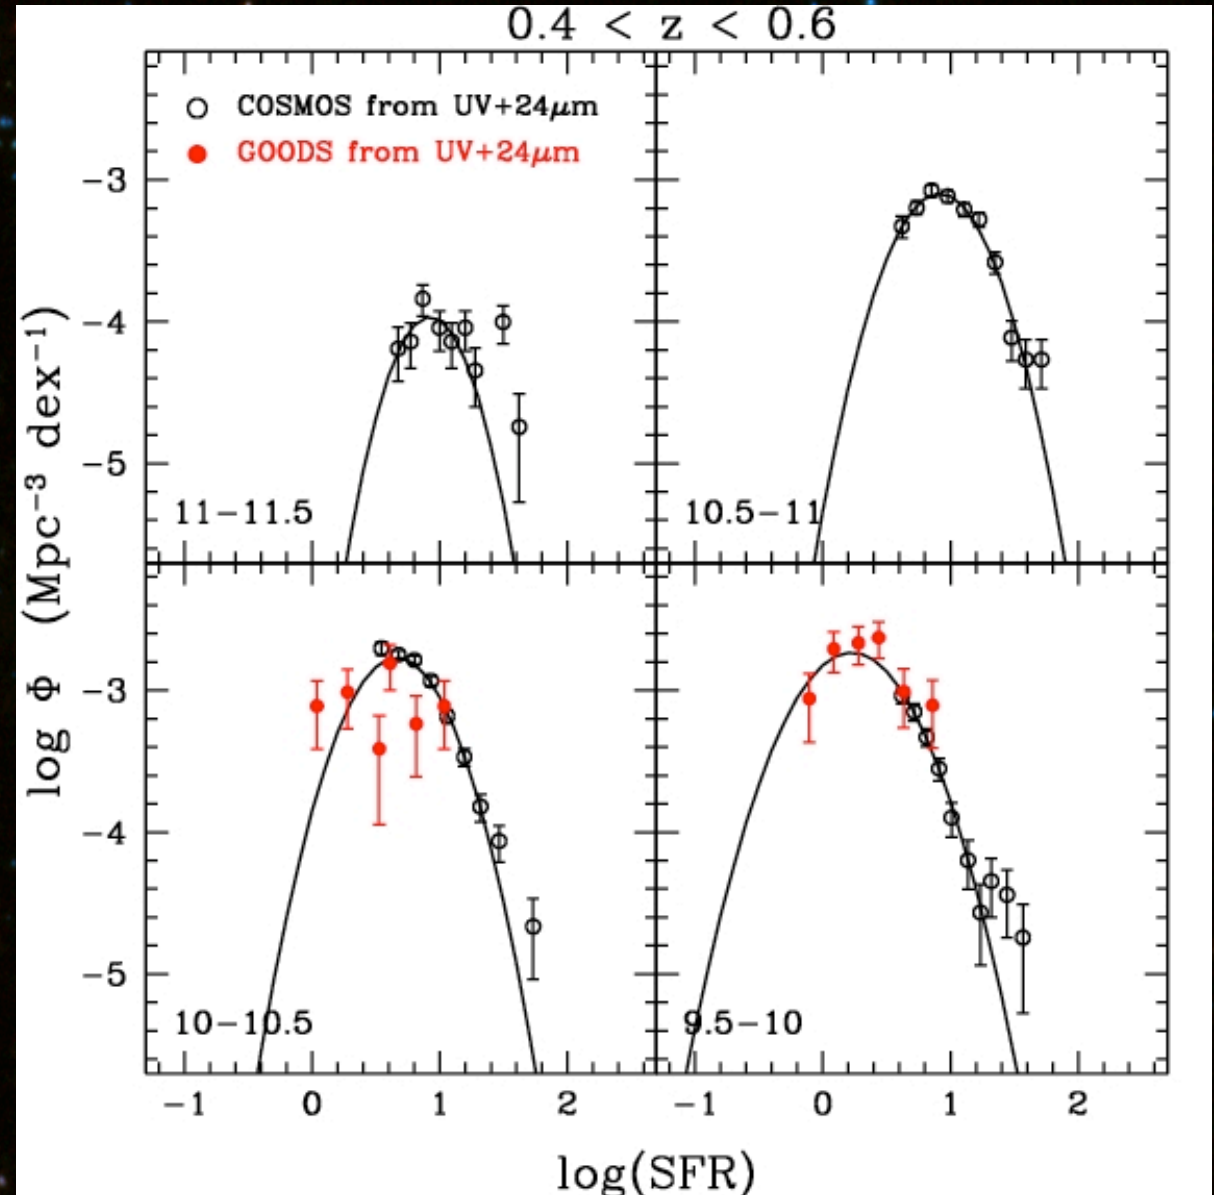 0.4 < z < 0.6
COSMOS from UV+24μm
GOODS from UV+24μm
-3
-4
-5
11-11.5
10.5-11
log Φ (Mpc⁻³ dex⁻¹)
-3
-4
-5
10-10.5
9.5-10
-1 0 1 2 -1 0 1 2
log(SFR)